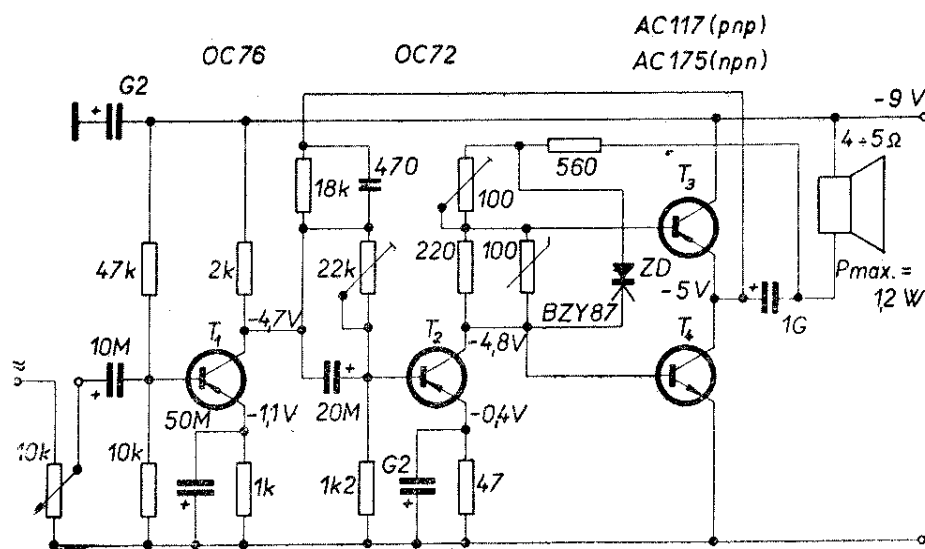 AC117(pnp)
OC76 OC72 AC175(npn)
G2
-9 V
4÷5Ω
18k 470 100 560 T3
47k 2k 22k 220 100 ZD -5V
BZY87
Pmax. =
1,2 W
-4,7V
T1 T2
-4,8V
T4
1G
10M
50M -1,1V 20M -0,4V
10k 10k 1k 1k2 G2 47